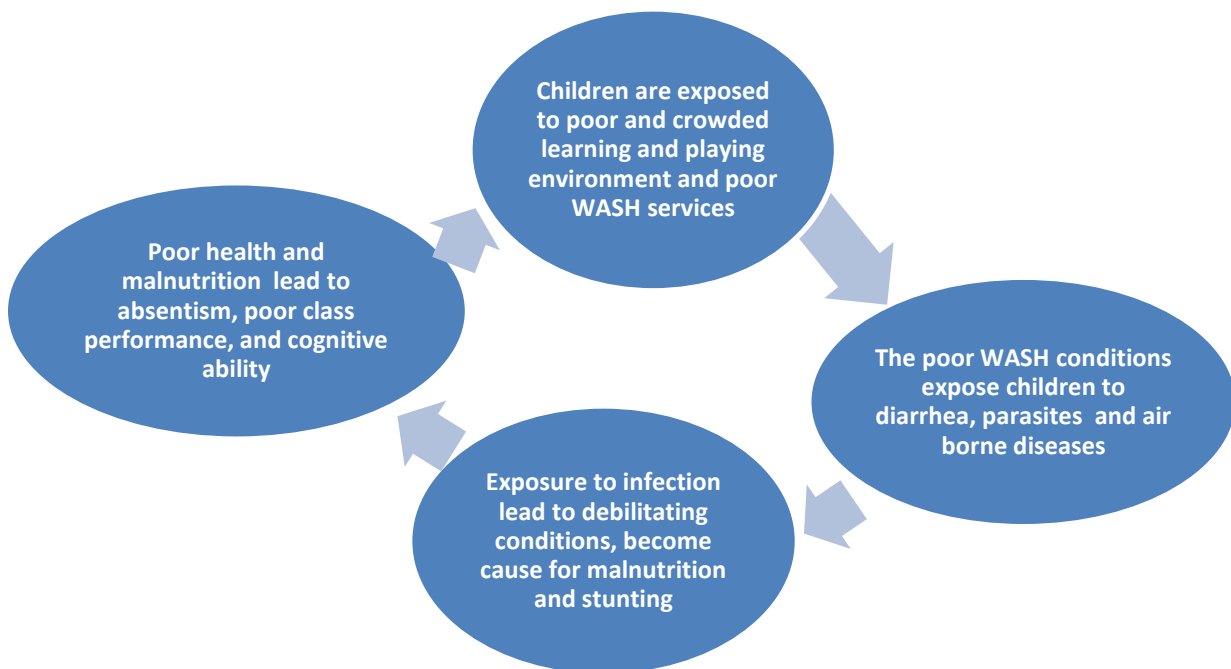 Children are exposed
to poor and crowded
learning and playing
environment and poor
WASH services
The poor WASH conditions
expose children to
diarrhea, parasites and air
borne diseases
Exposure to infection
lead to debilitating
conditions, become
cause for malnutrition
and stunting
Poor health and
malnutrition lead to
absentism, poor class
performance, and cognitive
ability